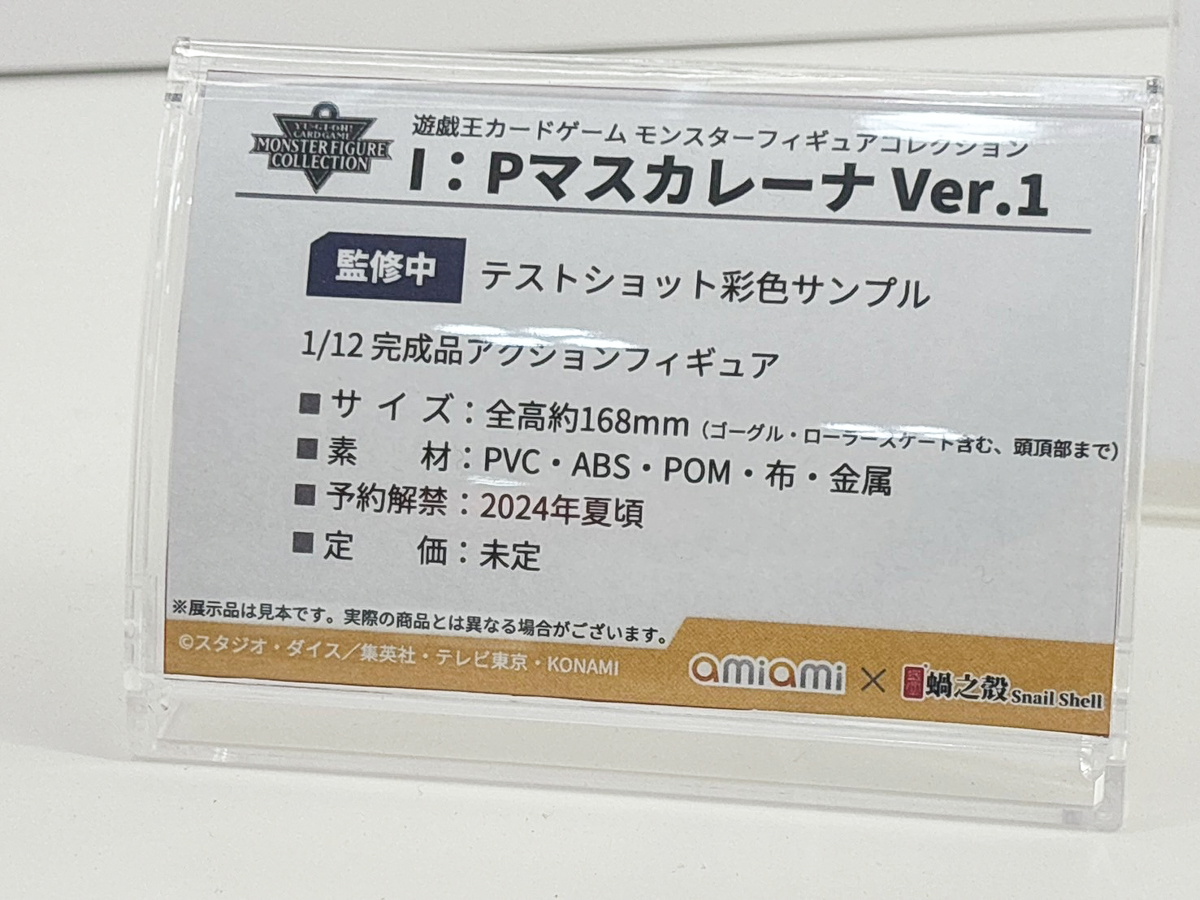 YU-GI-OH!
CARD GAME
MONSTER FIGURE
COLLECTION
遊戯王カードゲーム モンスターフィギュアコレクション
I：Pマスカレーナ Ver.1
監修中 テストショット彩色サンプル
1/12 完成品アクションフィギュア
■ サイズ：全高約168mm（ゴーグル・ローラースケート含む、頭頂部まで）
■ 素材：PVC・ABS・POM・布・金属
■ 予約解禁：2024年夏頃
■ 定価：未定
※展示品は見本です。実際の商品とは異なる場合がございます。
©スタジオ・ダイス／集英社・テレビ東京・KONAMI
amiami × 蝸之殼 Snail Shell